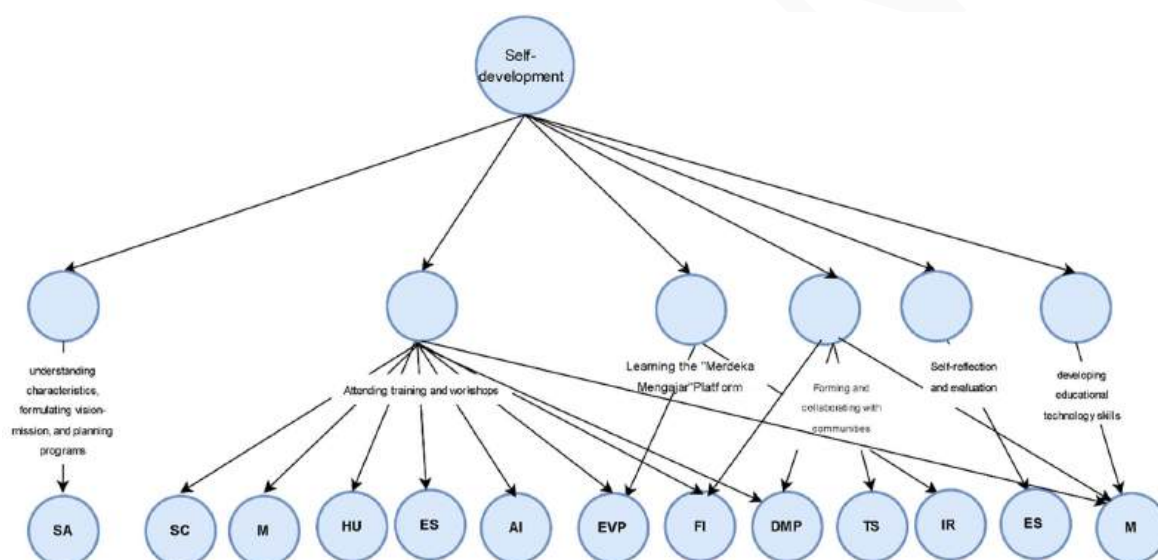 Self-
development
understanding
characteristics,
formulating vision-
mission, and planning
programs
Attending training and workshops
Learning the "Merdeka
Mengajar"Platform
Forming and
collaborating with
communities
Self-reflection
and evaluation
developing
educational
technology skills
SA
SC
M
HU
ES
AI
EVP
FI
DMP
TS
IR
ES
M